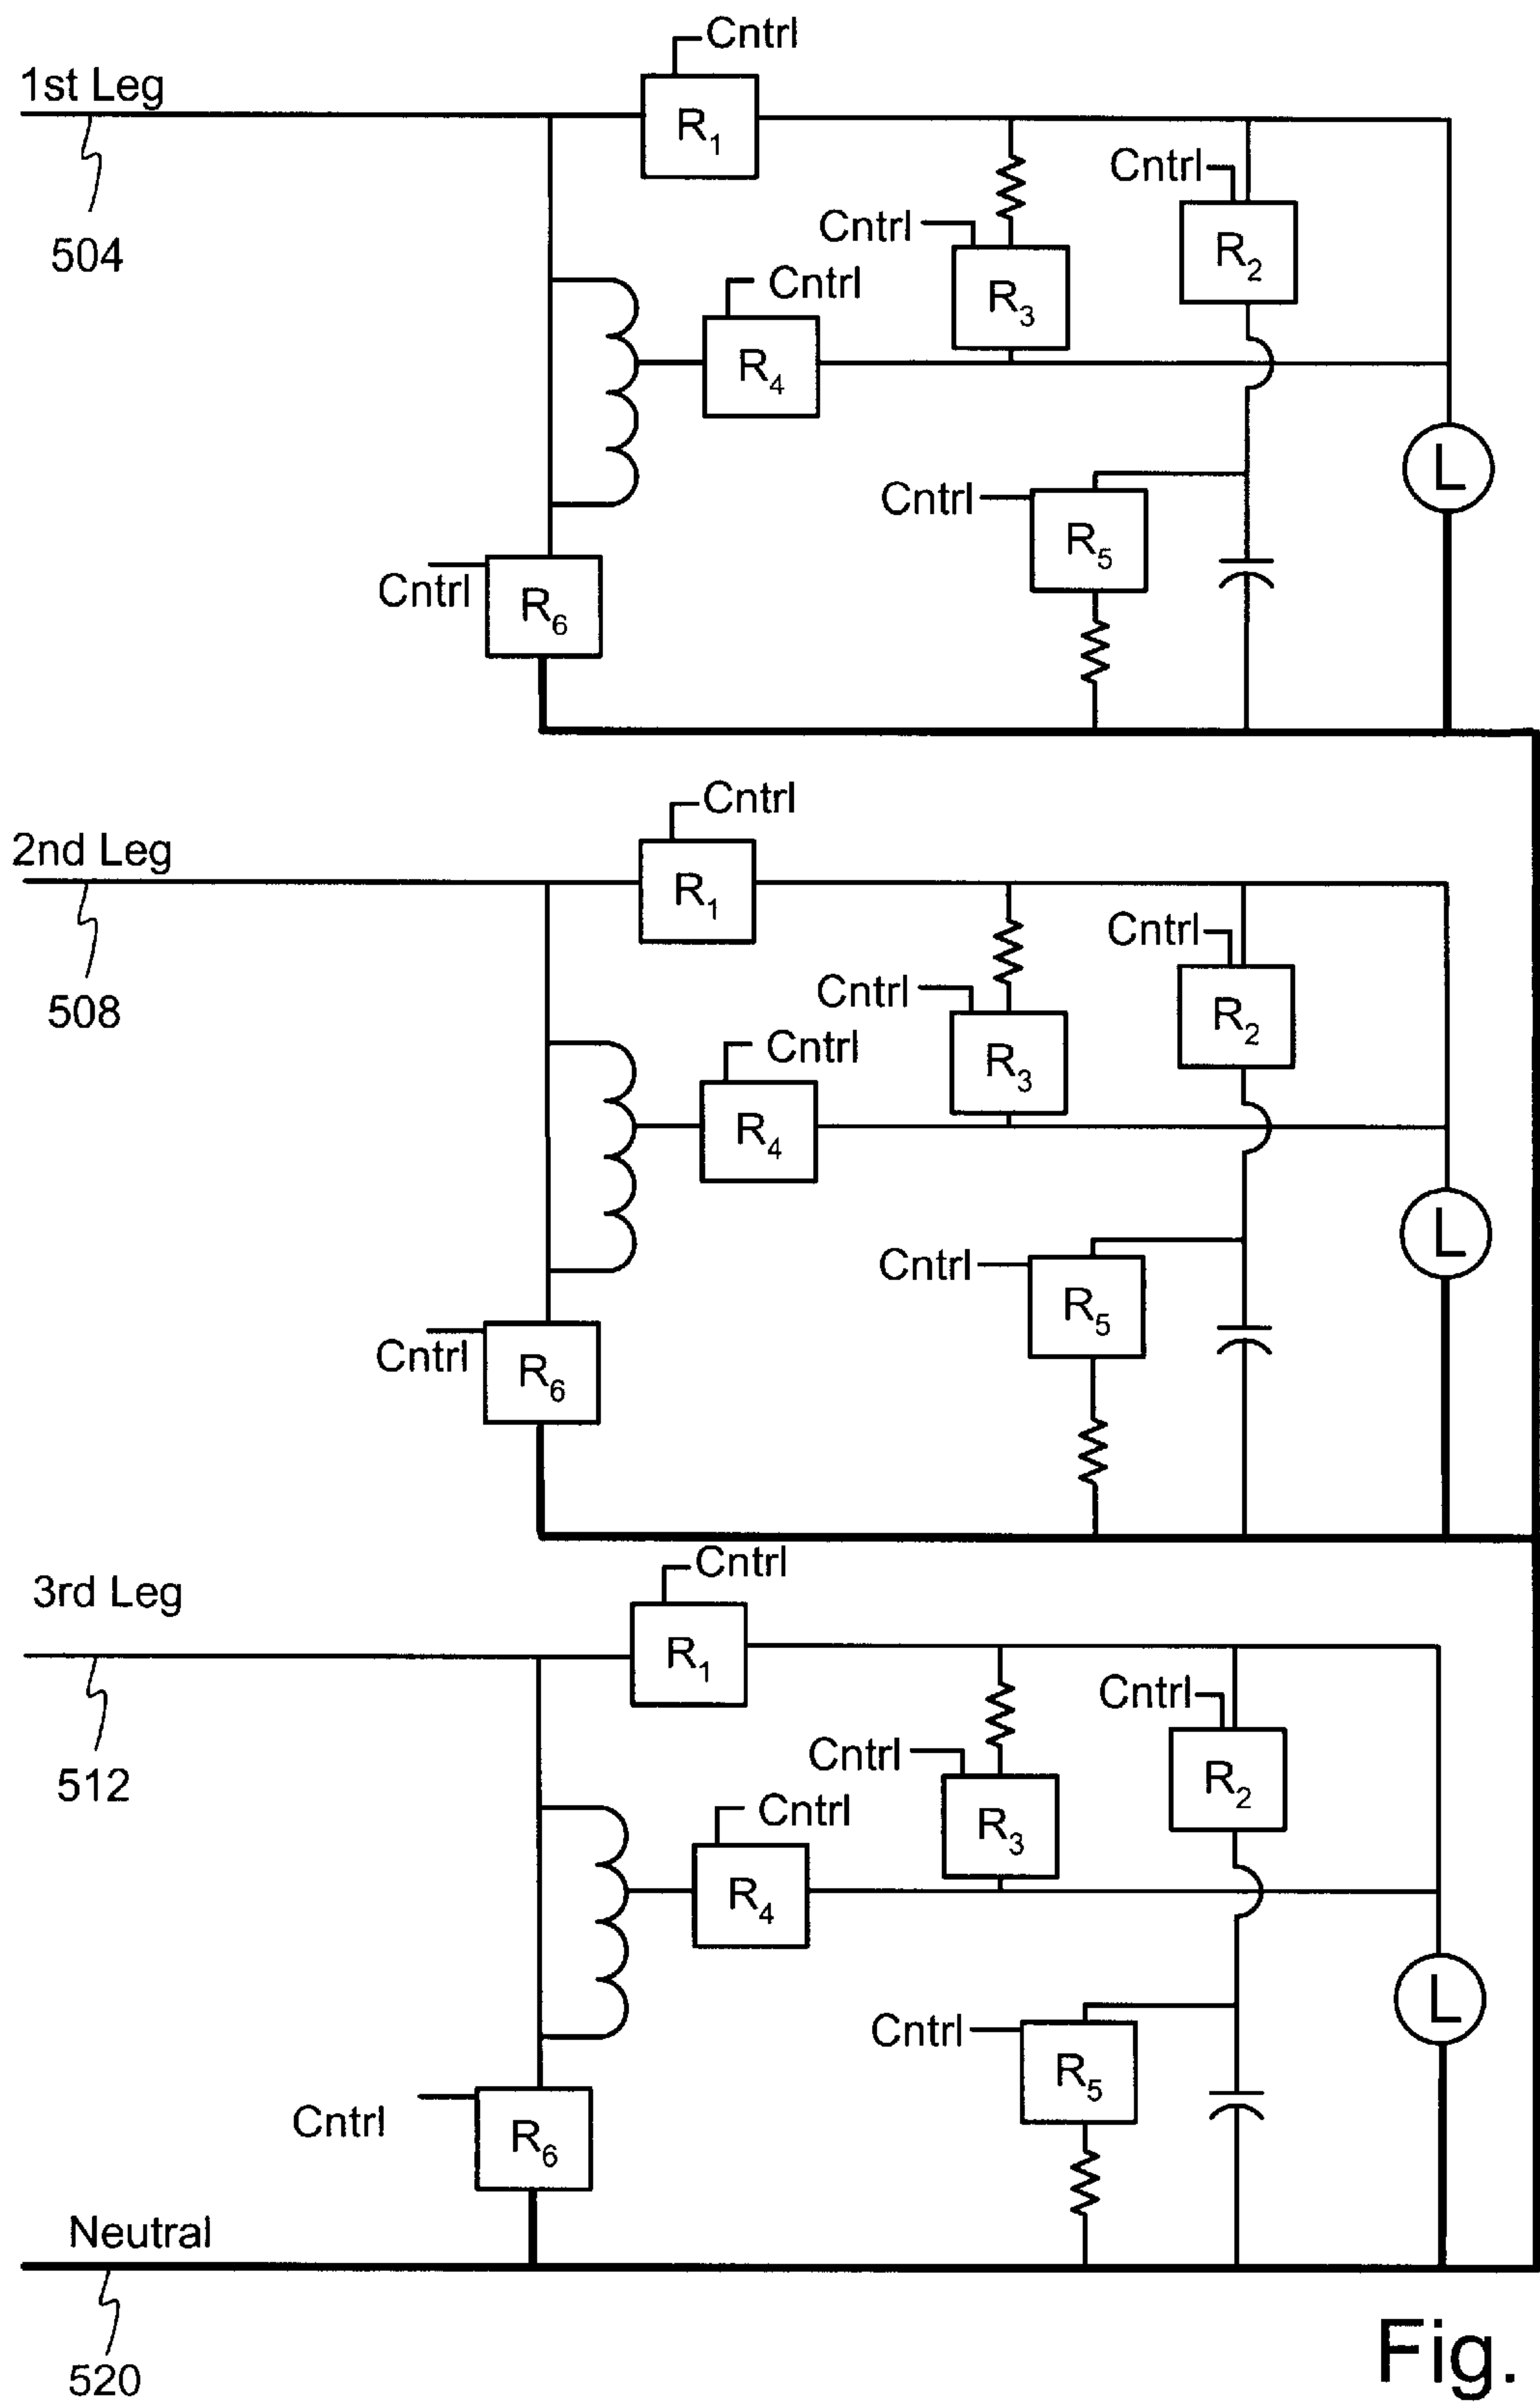 Cntrl
1st Leg
R1
Cntrl
504
Cntrl
R2
Cntrl
R3
R4
L
Cntrl
R5
Cntrl
R6
Cntrl
2nd Leg
R1
Cntrl
508
Cntrl
R2
Cntrl
R3
R4
L
Cntrl
R5
Cntrl
R6
Cntrl
3rd Leg
R1
Cntrl
512
Cntrl
R2
Cntrl
R3
R4
L
Cntrl
R5
Cntrl
R6
Neutral
520
Fig.